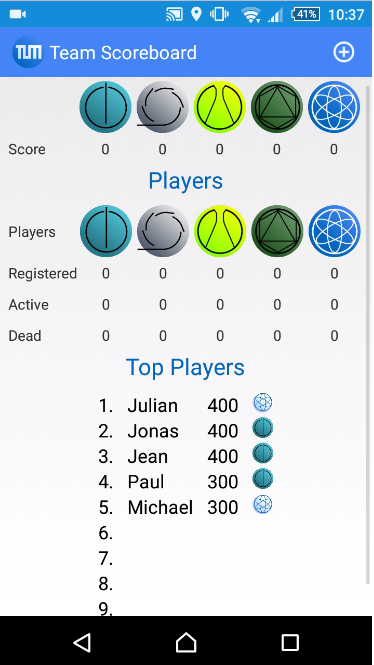 41% 10:37
TUM Team Scoreboard
Score 0 0 0 0 0
Players
Players
Registered 0 0 0 0 0
Active 0 0 0 0 0
Dead 0 0 0 0 0
Top Players
1. Julian 400
2. Jonas 400
3. Jean 400
4. Paul 300
5. Michael 300
6.
7.
8.
9.